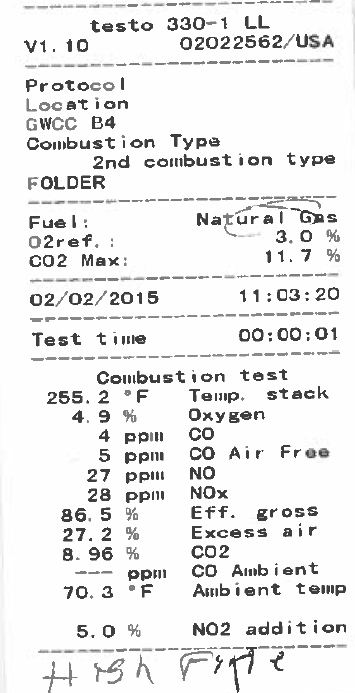 testo 330-1 LL
V1.10 02022562/USA
Protocol
Location
GWCC B4
Combustion Type
2nd combustion type
FOLDER
Fuel: Natural Gas
O2ref. : 3.0 %
CO2 Max: 11.7 %
02/02/2015 11:03:20
Test time 00:00:01
Combustion test
255.2 °F Temp. stack
4.9 % Oxygen
4 ppm CO
5 ppm CO Air Free
27 ppm NO
28 ppm NOx
86.5 % Eff. gross
27.2 % Excess air
8.96 % CO2
--- ppm CO Ambient
70.3 °F Ambient temp
5.0 % NO2 addition
High Fire